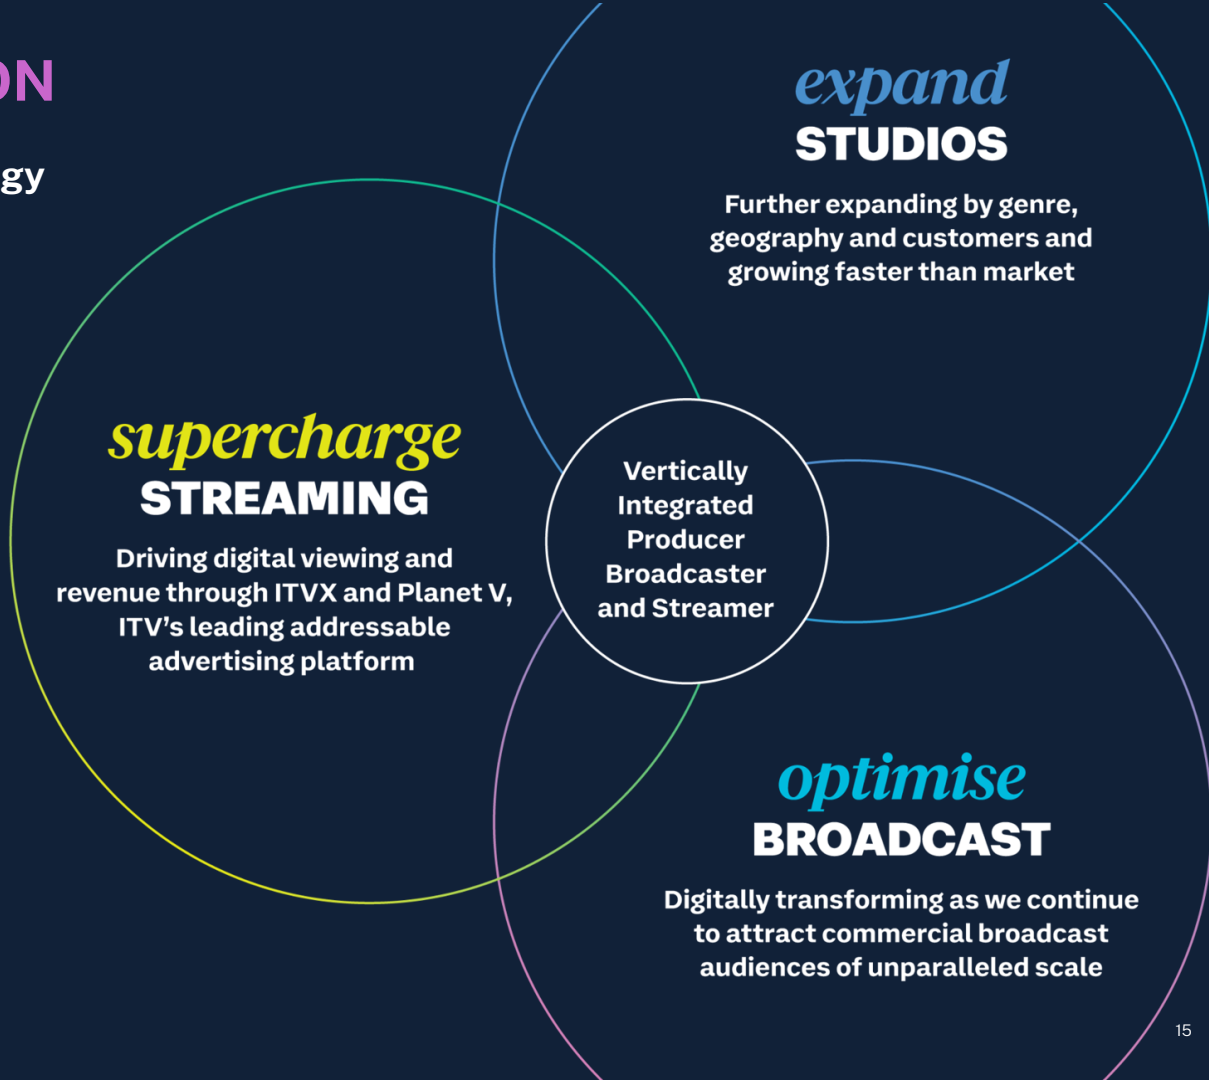 ON
gy
expand
STUDIOS
Further expanding by genre,
geography and customers and
growing faster than market
supercharge
STREAMING
Driving digital viewing and
revenue through ITVX and Planet V,
ITV's leading addressable
advertising platform
Vertically
Integrated
Producer
Broadcaster
and Streamer
optimise
BROADCAST
Digitally transforming as we continue
to attract commercial broadcast
audiences of unparalleled scale
15